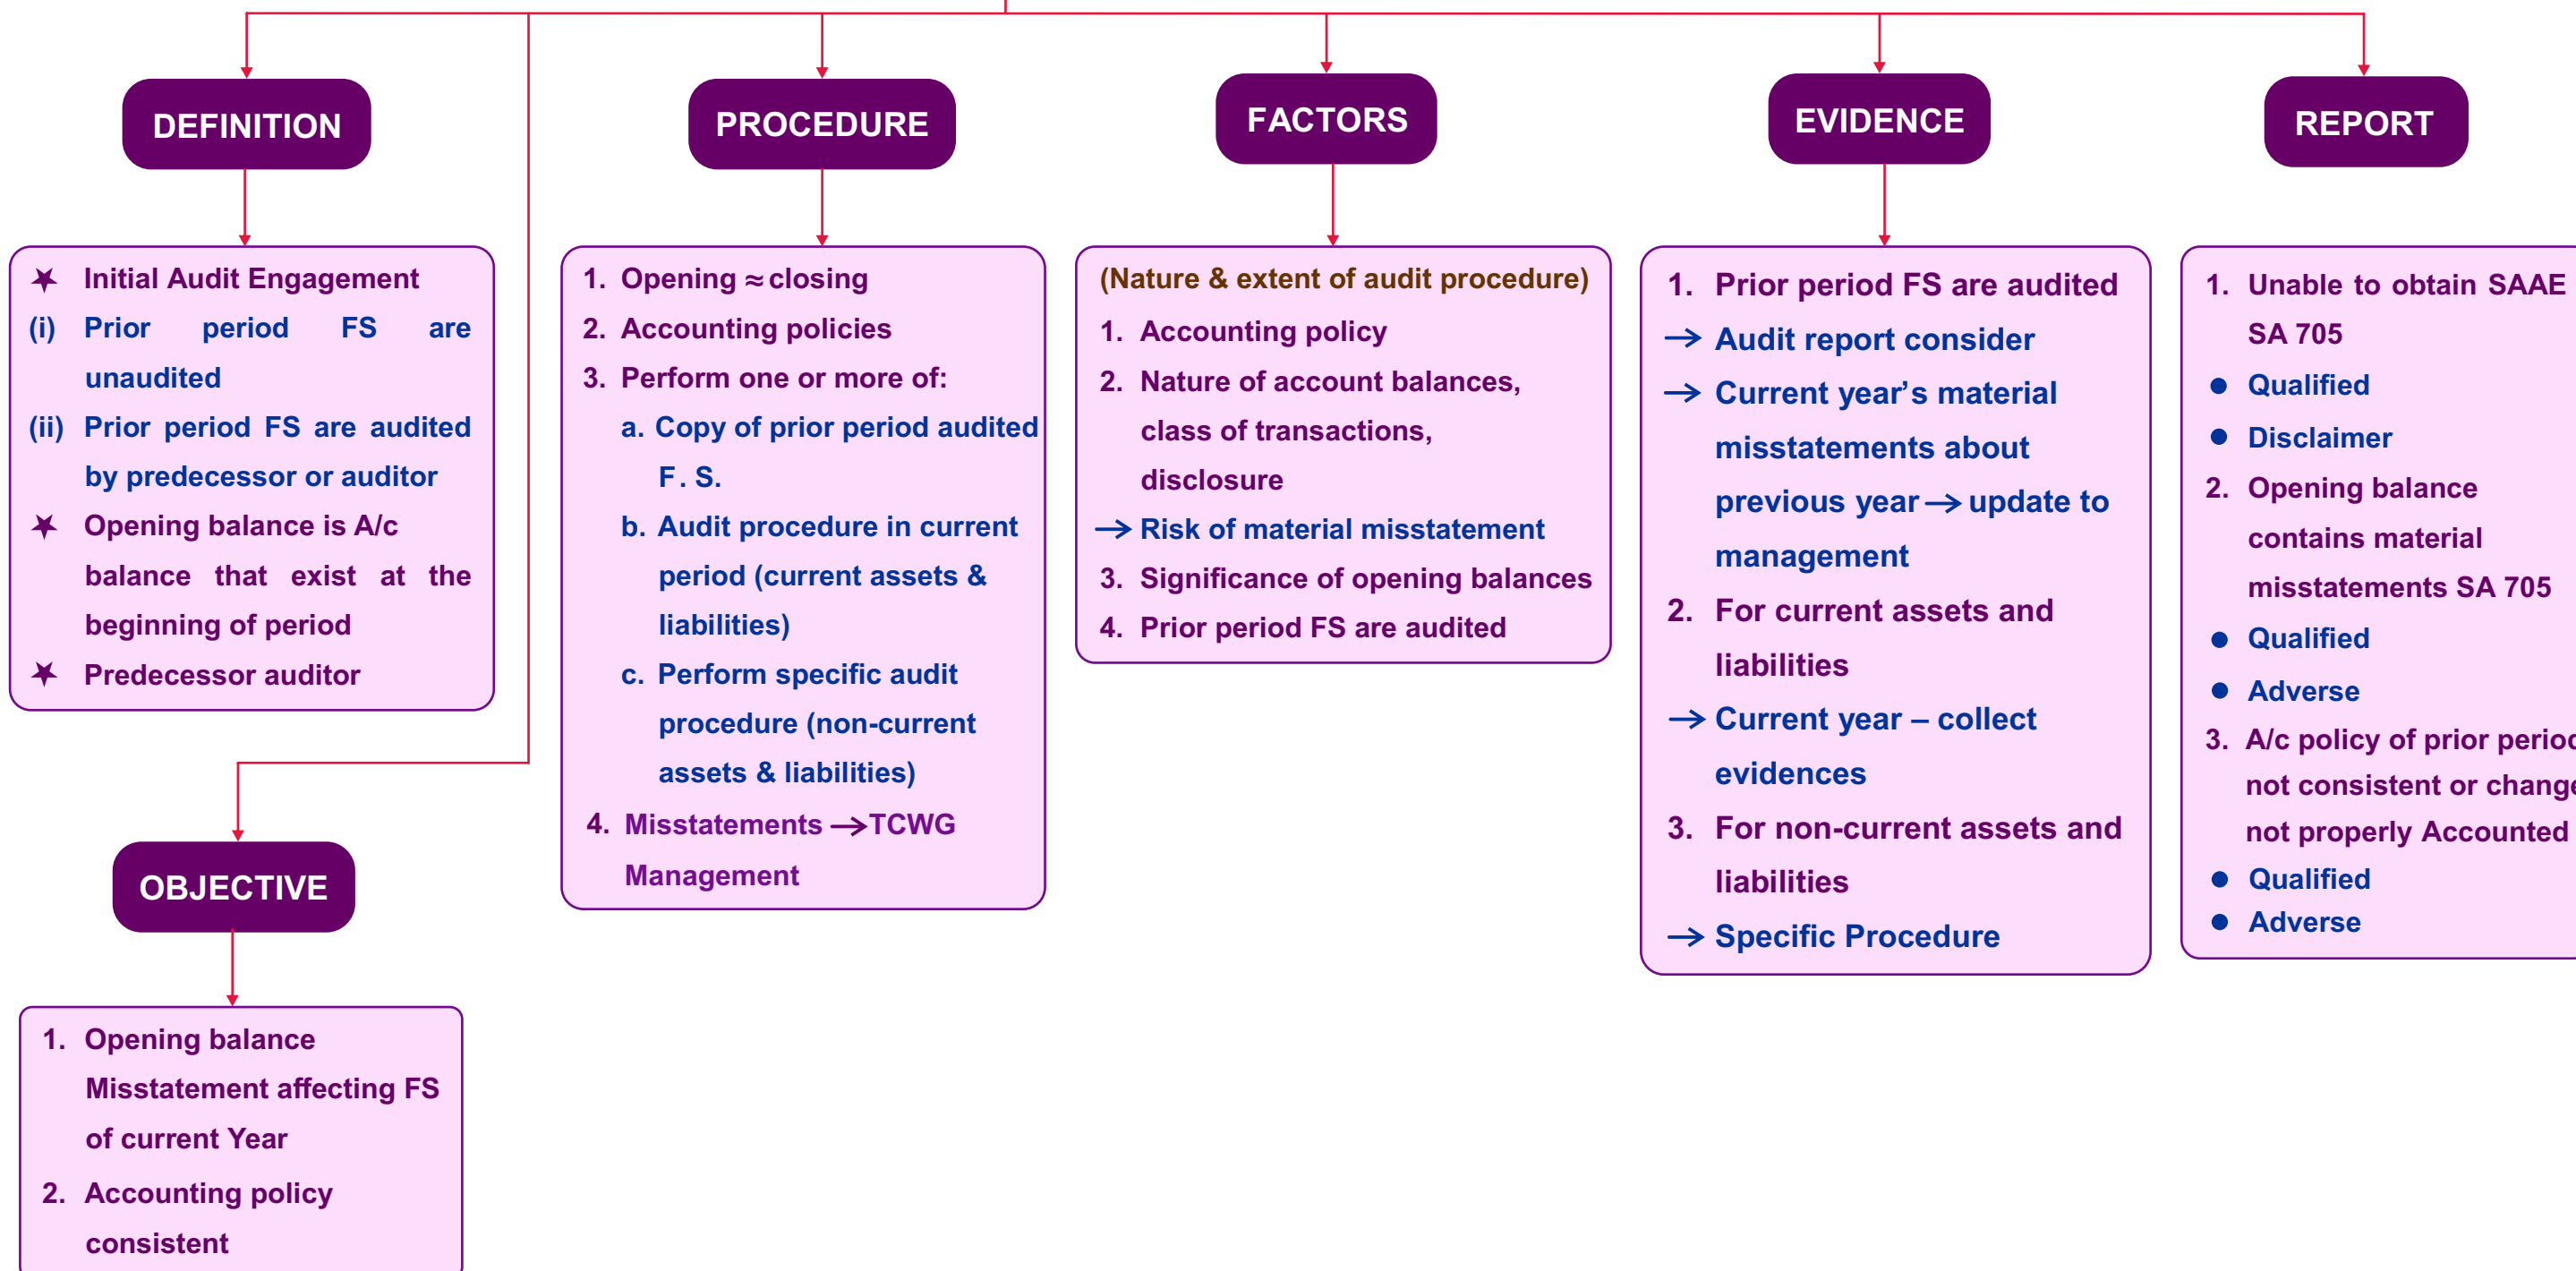 DEFINITION
★ Initial Audit Engagement
(i) Prior period FS are
unaudited
(ii) Prior period FS are audited
by predecessor or auditor
★ Opening balance is A/c
balance that exist at the
beginning of period
★ Predecessor auditor
OBJECTIVE
1. Opening balance
Misstatement affecting FS
of current Year
2. Accounting policy
consistent
PROCEDURE
1. Opening ≈ closing
2. Accounting policies
3. Perform one or more of:
a. Copy of prior period audited
F. S.
b. Audit procedure in current
period (current assets &
liabilities)
c. Perform specific audit
procedure (non-current
assets & liabilities)
4. Misstatements → TCWG
Management
FACTORS
(Nature & extent of audit procedure)
1. Accounting policy
2. Nature of account balances,
class of transactions,
disclosure
→ Risk of material misstatement
3. Significance of opening balances
4. Prior period FS are audited
EVIDENCE
1. Prior period FS are audited
→ Audit report consider
→ Current year's material
misstatements about
previous year → update to
management
2. For current assets and
liabilities
→ Current year – collect
evidences
3. For non-current assets and
liabilities
→ Specific Procedure
REPORT
1. Unable to obtain SAAE
SA 705
● Qualified
● Disclaimer
2. Opening balance
contains material
misstatements SA 705
● Qualified
● Adverse
3. A/c policy of prior period
not consistent or change
not properly Accounted
● Qualified
● Adverse